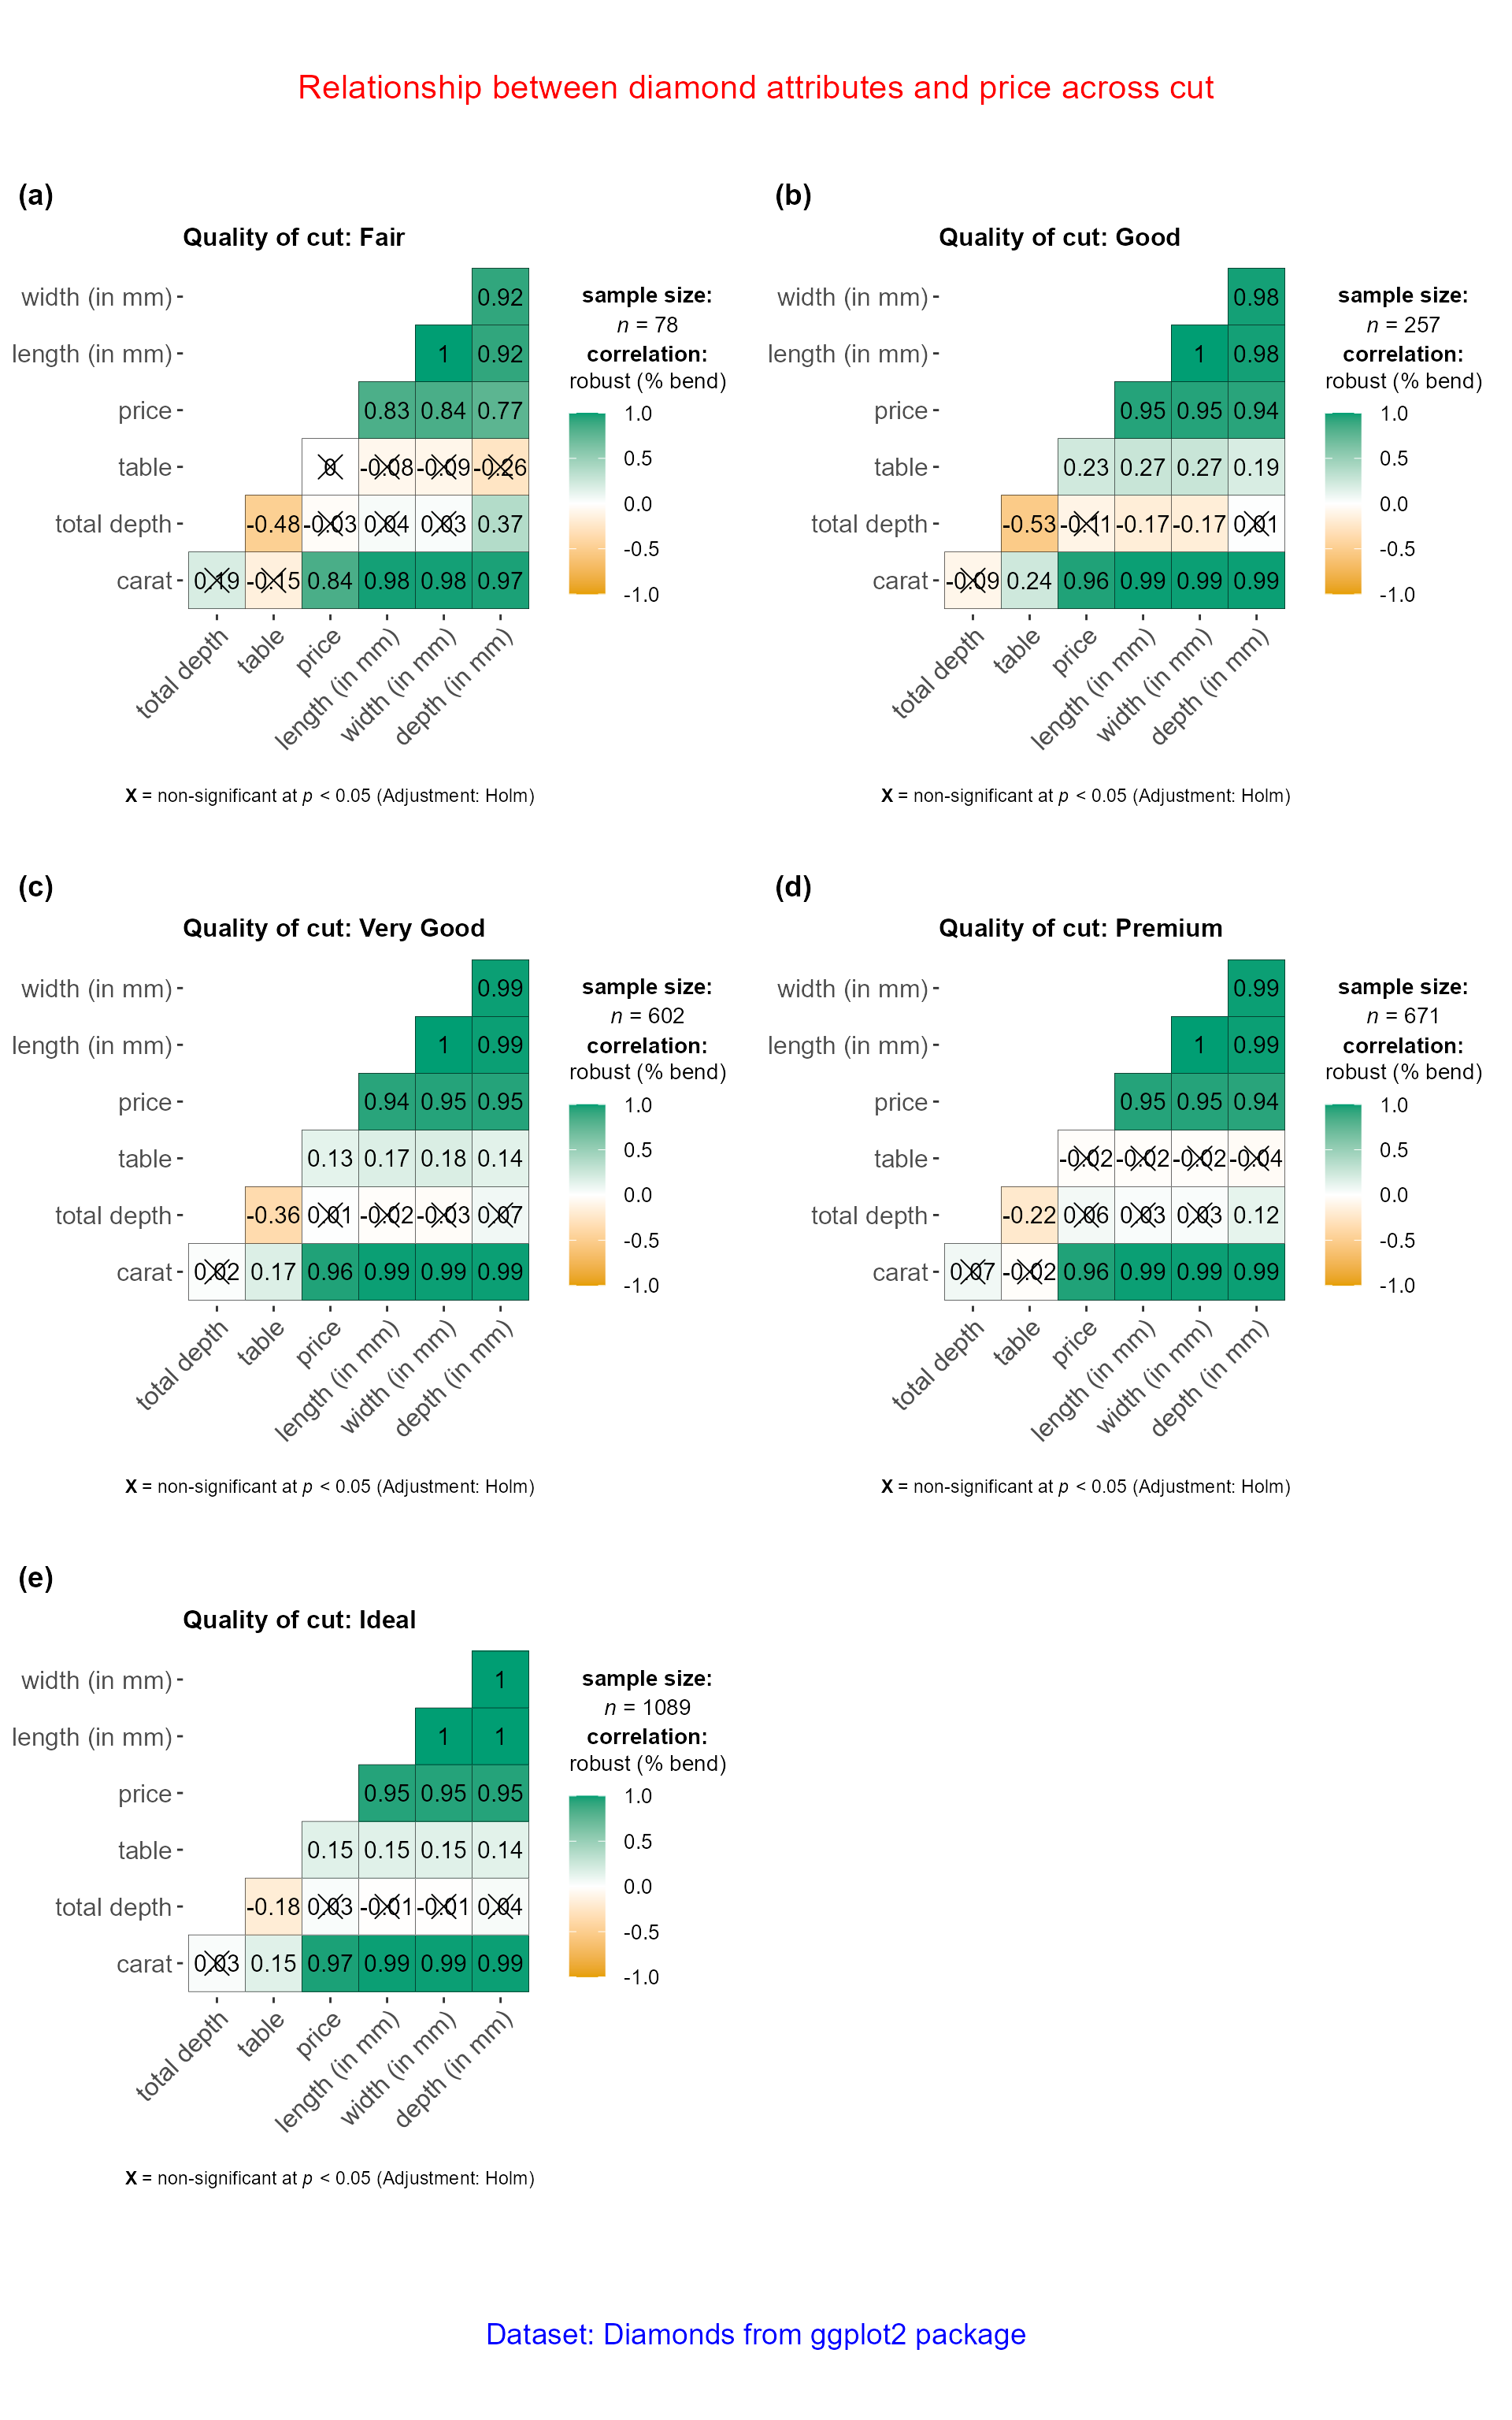 Relationship between diamond attributes and price across cut
(a)
Quality of cut: Fair
width (in mm) 0.92
length (in mm) 1 0.92
price 0.83 0.84 0.77
table 0 -0.08 -0.09 -0.26
total depth -0.48 -0.03 0.04 0.03 0.37
carat 0.19 -0.15 0.84 0.98 0.98 0.97
total depth table price length (in mm) width (in mm) depth (in mm)
sample size:
n = 78
correlation:
robust (% bend)
1.0
0.5
0.0
-0.5
-1.0
X = non-significant at p < 0.05 (Adjustment: Holm)
(b)
Quality of cut: Good
width (in mm) 0.98
length (in mm) 1 0.98
price 0.95 0.95 0.94
table 0.23 0.27 0.27 0.19
total depth -0.53 -0.11 -0.17 -0.17 0.01
carat -0.09 0.24 0.96 0.99 0.99 0.99
total depth table price length (in mm) width (in mm) depth (in mm)
sample size:
n = 257
correlation:
robust (% bend)
1.0
0.5
0.0
-0.5
-1.0
X = non-significant at p < 0.05 (Adjustment: Holm)
(c)
Quality of cut: Very Good
width (in mm) 0.99
length (in mm) 1 0.99
price 0.94 0.95 0.95
table 0.13 0.17 0.18 0.14
total depth -0.36 0.01 -0.02 -0.03 0.07
carat 0.02 0.17 0.96 0.99 0.99 0.99
total depth table price length (in mm) width (in mm) depth (in mm)
sample size:
n = 602
correlation:
robust (% bend)
1.0
0.5
0.0
-0.5
-1.0
X = non-significant at p < 0.05 (Adjustment: Holm)
(d)
Quality of cut: Premium
width (in mm) 0.99
length (in mm) 1 0.99
price 0.95 0.95 0.94
table -0.02 -0.02 -0.02 -0.04
total depth -0.22 0.06 0.03 0.03 0.12
carat 0.07 -0.02 0.96 0.99 0.99 0.99
total depth table price length (in mm) width (in mm) depth (in mm)
sample size:
n = 671
correlation:
robust (% bend)
1.0
0.5
0.0
-0.5
-1.0
X = non-significant at p < 0.05 (Adjustment: Holm)
(e)
Quality of cut: Ideal
width (in mm) 1
length (in mm) 1 1
price 0.95 0.95 0.95
table 0.15 0.15 0.15 0.14
total depth -0.18 0.03 -0.01 -0.01 0.04
carat 0.03 0.15 0.97 0.99 0.99 0.99
total depth table price length (in mm) width (in mm) depth (in mm)
sample size:
n = 1089
correlation:
robust (% bend)
1.0
0.5
0.0
-0.5
-1.0
X = non-significant at p < 0.05 (Adjustment: Holm)
Dataset: Diamonds from ggplot2 package